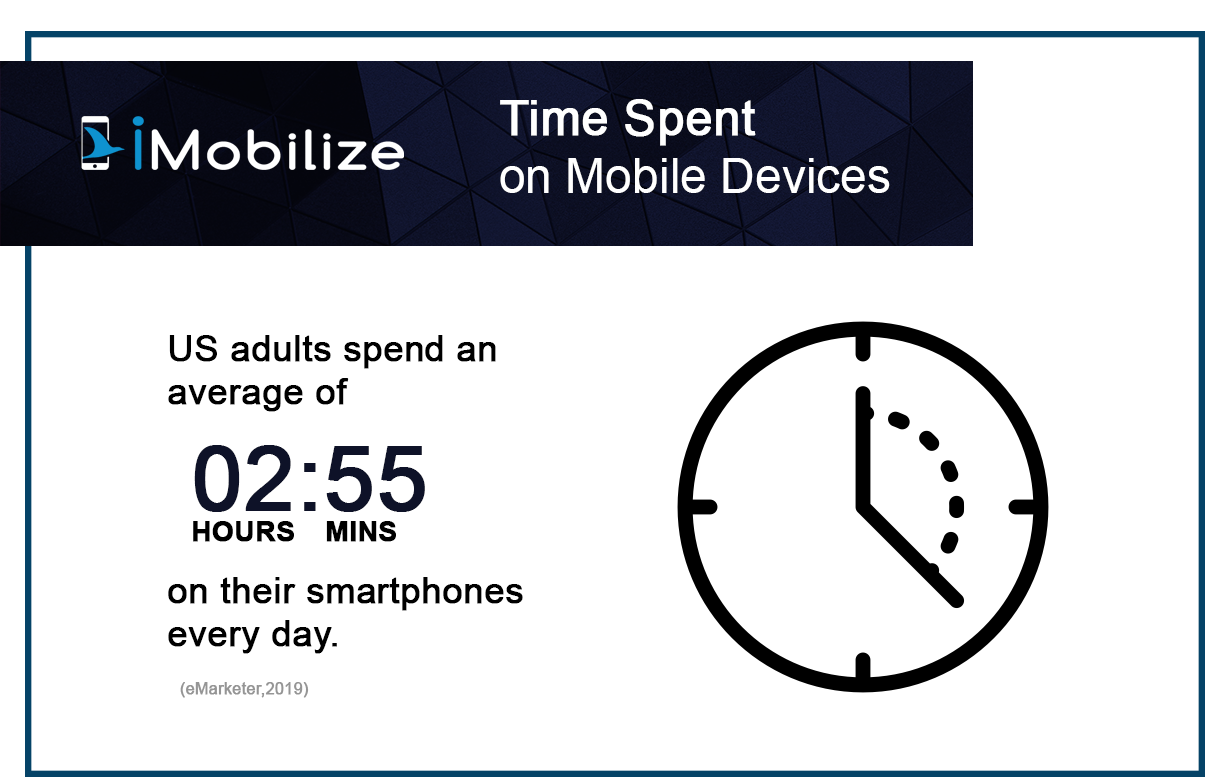 iMobilize
Time Spent
on Mobile Devices
US adults spend an
average of
02:55
HOURS MINS
on their smartphones
every day.
(eMarketer,2019)